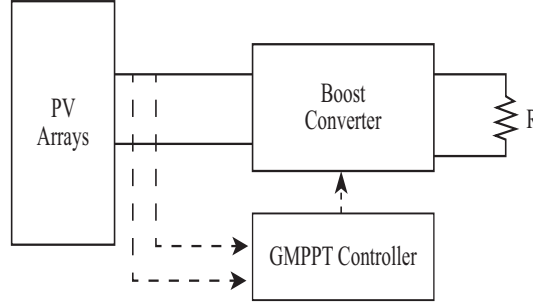 PV
Arrays
Boost
Converter
R
GMPPT Controller